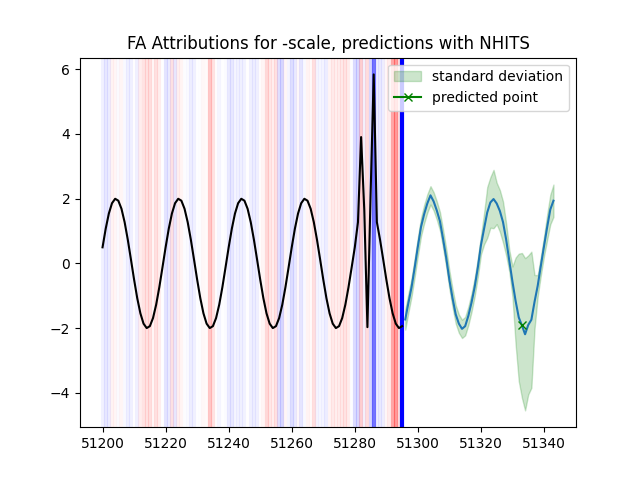 FA Attributions for -scale, predictions with NHITS
standard deviation
predicted point
6
4
2
0
−2
−4
51200 51220 51240 51260 51280 51300 51320 51340